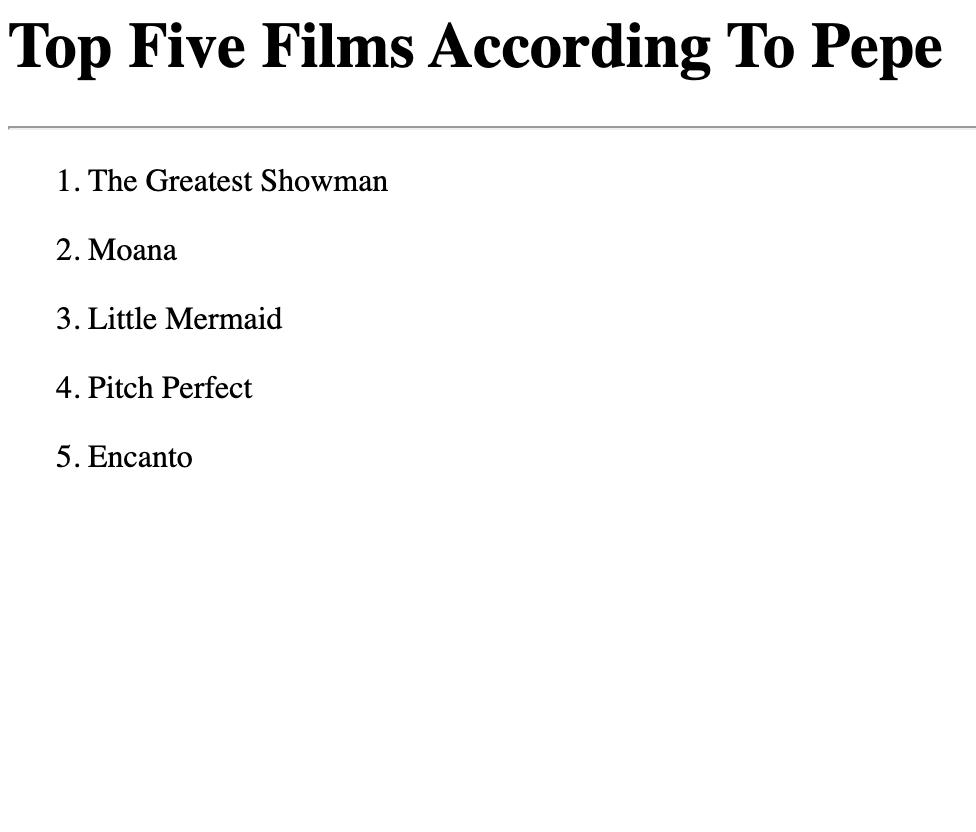 Top Five Films According To Pepe
1. The Greatest Showman
2. Moana
3. Little Mermaid
4. Pitch Perfect
5. Encanto